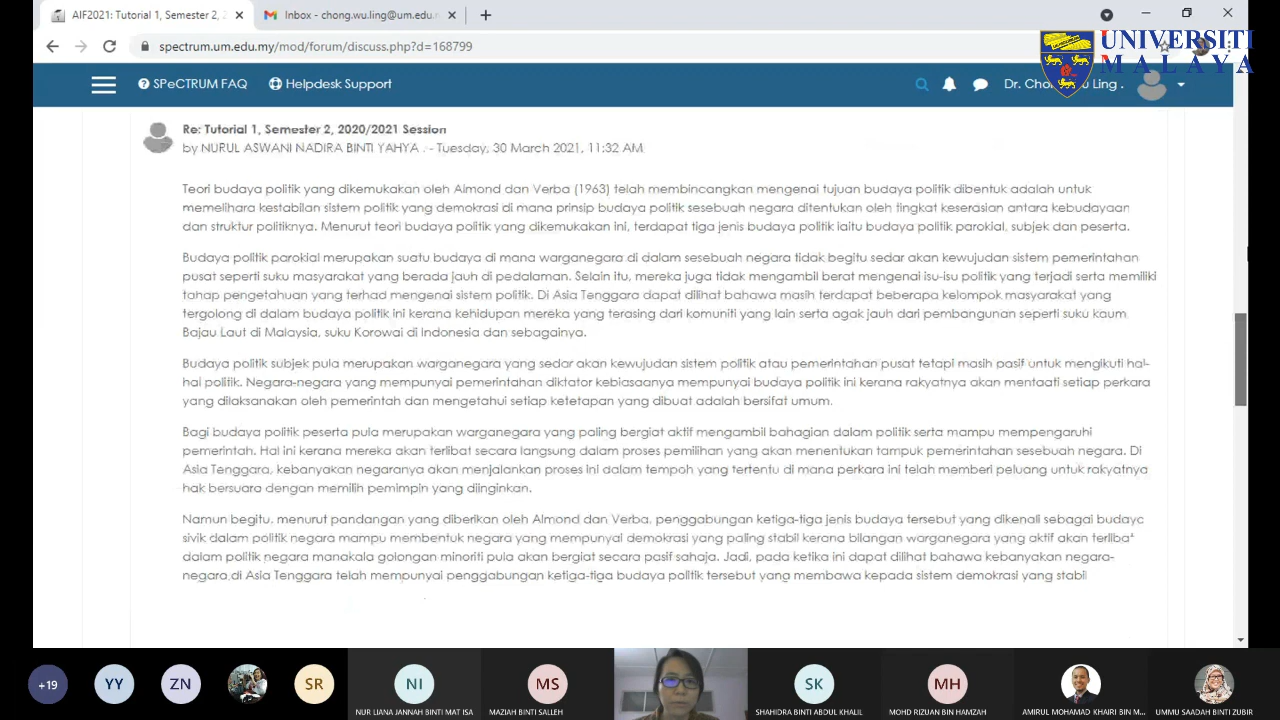 AIF2021: Tutorial 1, Semester 2, 2
Inbox - chong.wu.ling@um.edu.m
spectrum.um.edu.my/mod/forum/discuss.php?d=168799
UNIVERSITI
MALAYA
SPeCTRUM FAQ
Helpdesk Support
Dr. Chong Wu Ling .
Re: Tutorial 1, Semester 2, 2020/2021 Session
by NURUL ASWANI NADIRA BINTI YAHYA . - Tuesday, 30 March 2021, 11:32 AM
Teori budaya politik yang dikemukakan oleh Almond dan Verba (1963) telah membincangkan mengenai tujuan budaya politik dibentuk adalah untuk
memelihara kestabilan sistem politik yang demokrasi di mana prinsip budaya politik sesebuah negara ditentukan oleh tingkat keserasian antara kebudayaan
dan struktur politiknya. Menurut teori budaya politik yang dikemukakan ini, terdapat tiga jenis budaya politik iaitu budaya politik parokial, subjek dan peserta.
Budaya politik parokial merupakan suatu budaya di mana warganegara di dalam sesebuah negara tidak begitu sedar akan kewujudan sistem pemerintahan
pusat seperti suku masyarakat yang berada jauh di pedalaman. Selain itu, mereka juga tidak mengambil berat mengenai isu-isu politik yang terjadi serta memiliki
tahap pengetahuan yang terhad mengenai sistem politik. Di Asia Tenggara dapat dilihat bahawa masih terdapat beberapa kelompok masyarakat yang
tergolong di dalam budaya politik ini kerana kehidupan mereka yang terasing dari komuniti yang lain serta agak jauh dari pembangunan seperti suku kaum
Bajau Laut di Malaysia, suku Korowai di Indonesia dan sebagainya.
Budaya politik subjek pula merupakan warganegara yang sedar akan kewujudan sistem politik atau pemerintahan pusat tetapi masih pasif untuk mengikuti hal-
hal politik. Negara-negara yang mempunyai pemerintahan diktator kebiasaanya mempunyai budaya politik ini kerana rakyatnya akan mentaati setiap perkara
yang dilaksanakan oleh pemerintah dan mengetahui setiap ketetapan yang dibuat adalah bersifat umum.
Bagi budaya politik peserta pula merupakan warganegara yang paling bergiat aktif mengambil bahagian dalam politik serta mampu mempengaruhi
pemerintah. Hal ini kerana mereka akan terlibat secara langsung dalam proses pemilihan yang akan menentukan tampuk pemerintahan sesebuah negara. Di
Asia Tenggara, kebanyakan negaranya akan menjalankan proses ini dalam tempoh yang tertentu di mana perkara ini telah memberi peluang untuk rakyatnya
hak bersuara dengan memilih pemimpin yang diinginkan.
Namun begitu, menurut pandangan yang diberikan oleh Almond dan Verba, penggabungan ketiga-tiga jenis budaya tersebut yang dikenali sebagai budaya
sivik dalam politik negara mampu membentuk negara yang mempunyai demokrasi yang paling stabil kerana bilangan warganegara yang aktif akan terlibat
dalam politik negara manakala golongan minoriti pula akan bergiat secara pasif sahaja. Jadi, pada ketika ini dapat dilihat bahawa kebanyakan negara-
negara di Asia Tenggara telah mempunyai penggabungan ketiga-tiga budaya politik tersebut yang membawa kepada sistem demokrasi yang stabil
+19
YY
ZN
SR
NI
MS
SK
MH
NUR LIANA JANNAH BINTI MAT ISA
MAZIAH BINTI SALLEH
SHAHIDRA BINTI ABDUL KHALIL
MOHD RIZUAN BIN HAMZAH
AMIRUL MOHAMAD KHAIRI BIN M...
UMMU SAADAH BINTI ZUBIR